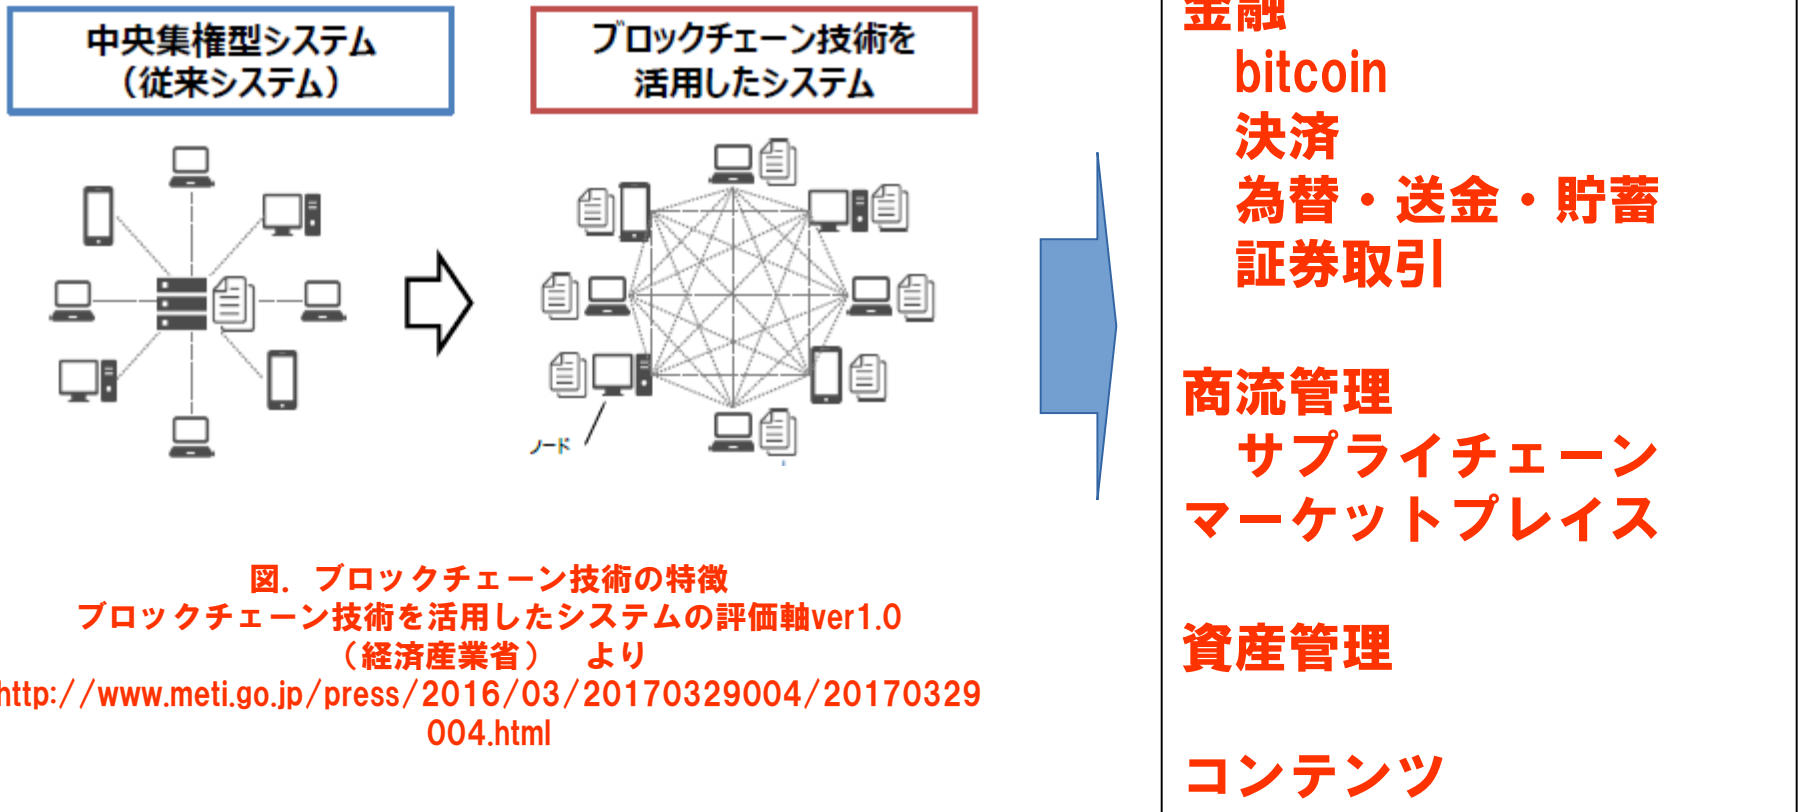 中央集権型システム
（従来システム）
ブロックチェーン技術を
活用したシステム
ノード
図．ブロックチェーン技術の特徴
ブロックチェーン技術を活用したシステムの評価軸ver1.0
（経済産業省）　より
http://www.meti.go.jp/press/2016/03/20170329004/20170329
004.html
金融
bitcoin
決済
為替・送金・貯蓄
証券取引
商流管理
サプライチェーン
マーケットプレイス
資産管理
コンテンツ